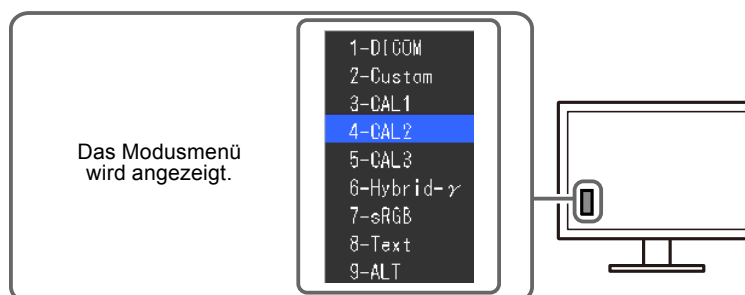 Das Modusmenü
wird angezeigt.
1-DICOM
2-Custom
3-CAL1
4-CAL2
5-CAL3
6-Hybrid-γ
7-sRGB
8-Text
9-ALT